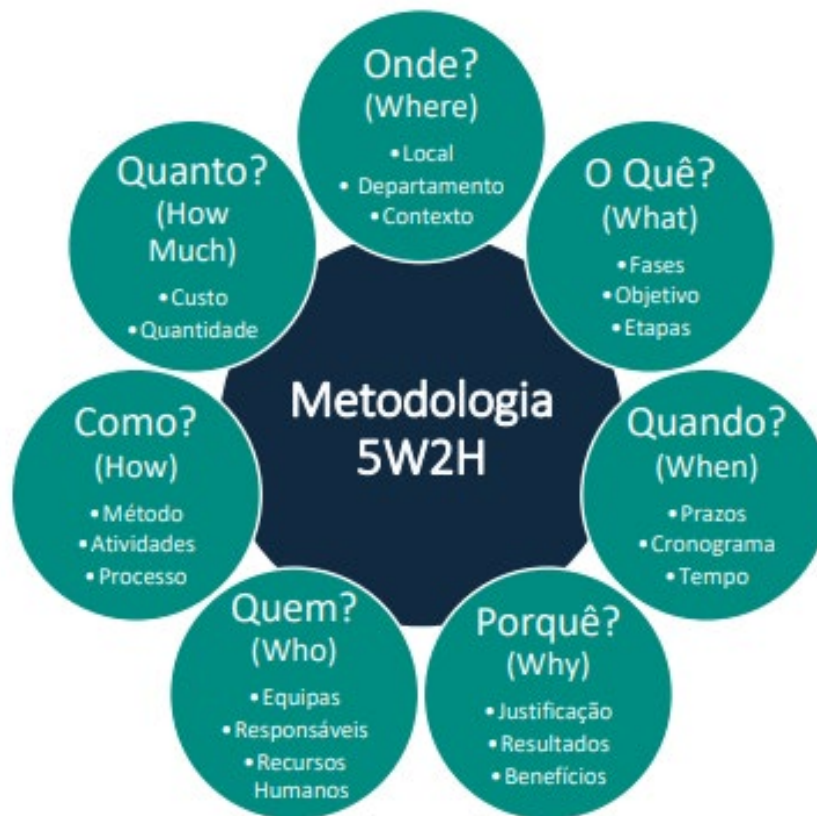 Onde?
(Where)
•Local
• Departamento
•Contexto
O Quê?
(What)
•Fases
•Objetivo
•Etapas
Quando?
(When)
•Prazos
•Cronograma
•Tempo
Porquê?
(Why)
•Justificação
•Resultados
•Benefícios
Quem?
(Who)
•Equipas
•Responsáveis
•Recursos
Humanos
Como?
(How)
•Método
•Atividades
•Processo
Quanto?
(How
Much)
•Custo
•Quantidade
Metodologia
5W2H